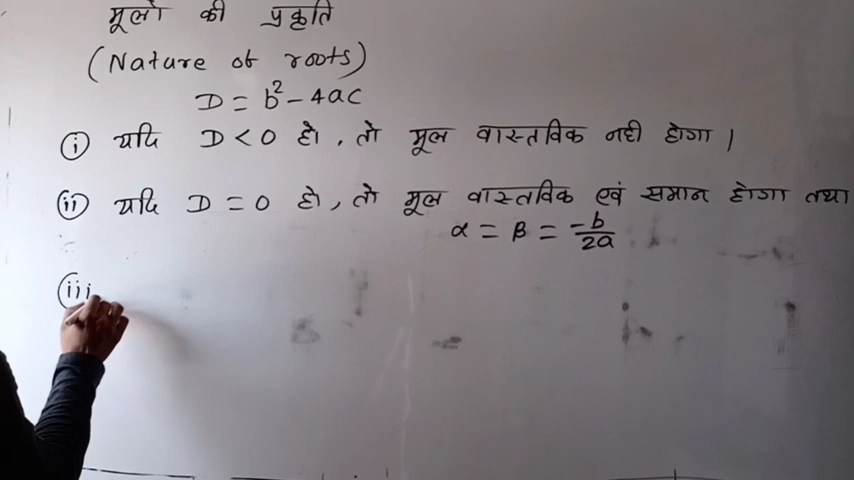 मूलों की प्रकृति
(Nature of roots)
D = b² - 4ac
(i) यदि D < 0 हो, तो मूल वास्तविक नही होगा।
(ii) यदि D = 0 हो, तो मूल वास्तविक एवं समान होगा तथा
α = β = -b/2a
(iii